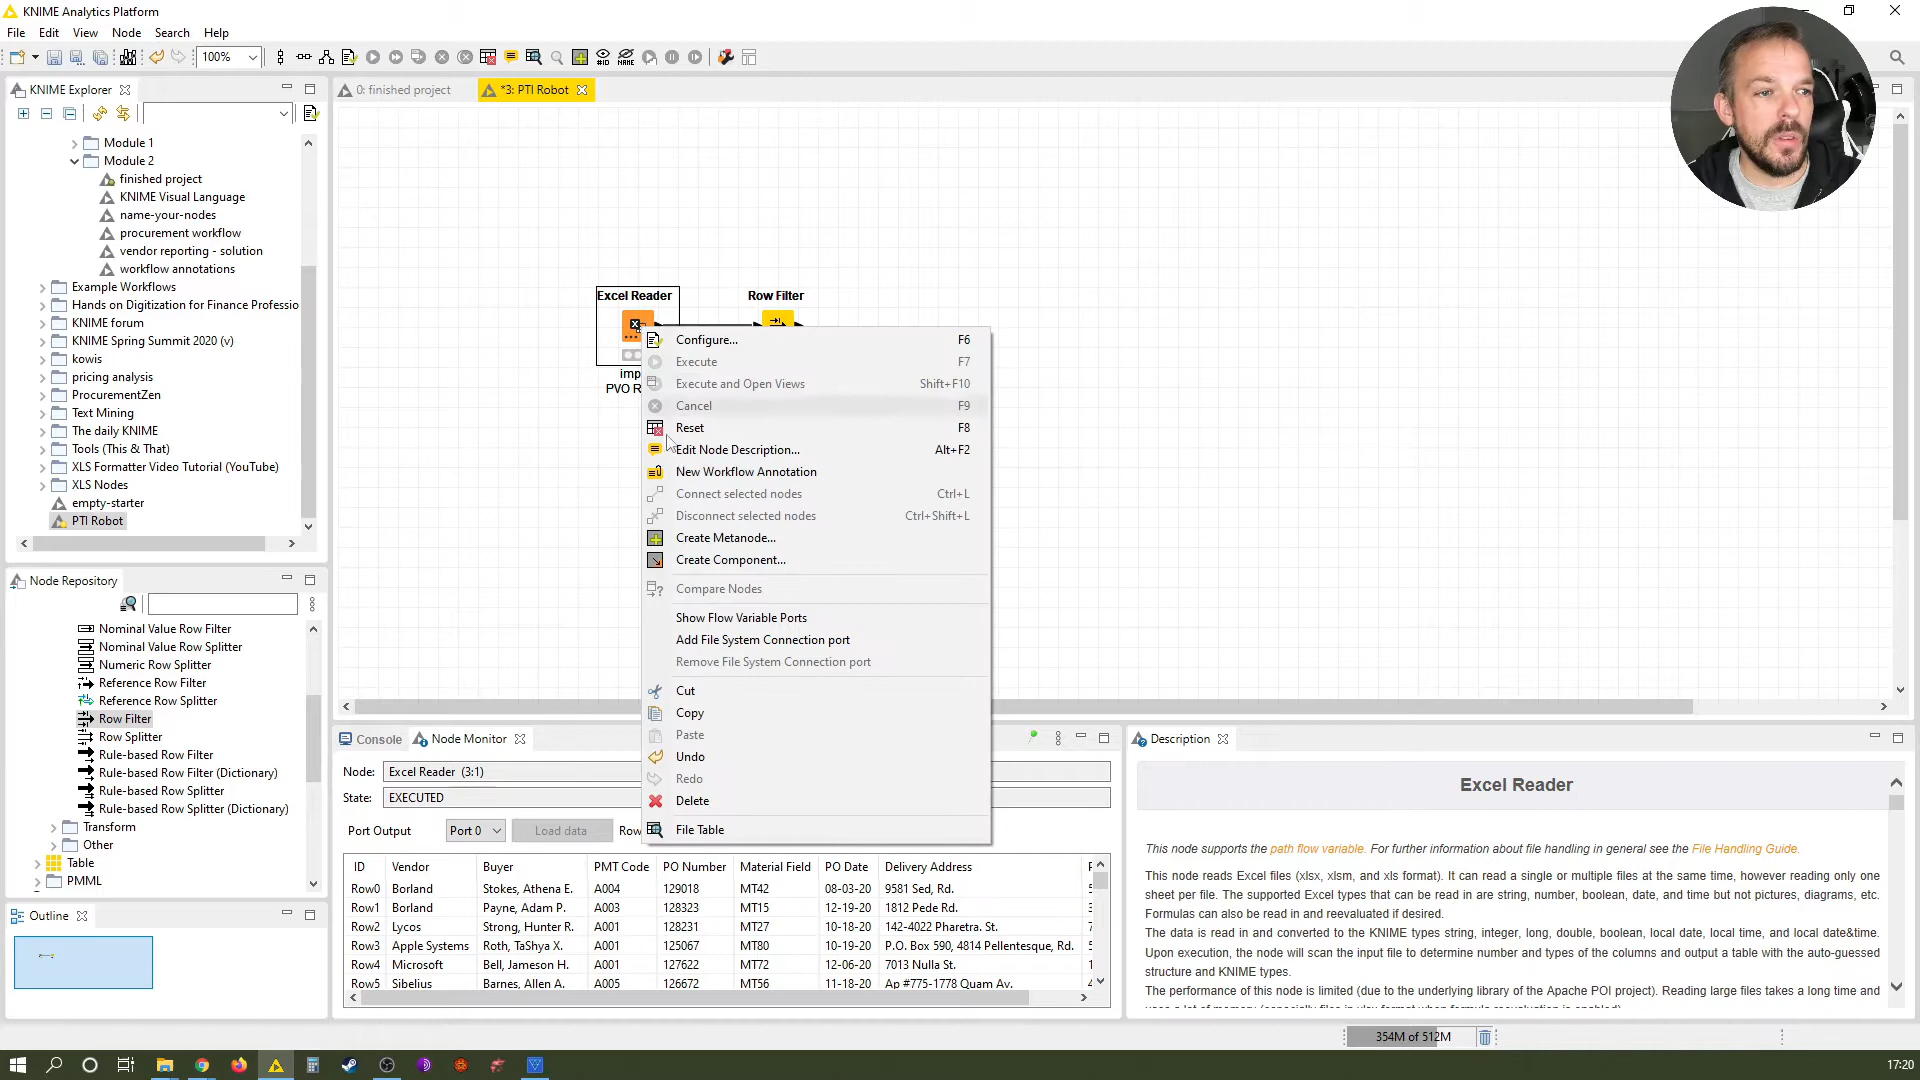 KNIME Analytics Platform
File Edit View Node Search Help
100%
KNIME Explorer
0: finished project
*3: PTI Robot
Module 1
Module 2
finished project
KNIME Visual Language
name-your-nodes
procurement workflow
vendor reporting - solution
workflow annotations
Example Workflows
Hands on Digitization for Finance Professio
KNIME forum
KNIME Spring Summit 2020 (v)
kowis
pricing analysis
ProcurementZen
Text Mining
The daily KNIME
Tools (This & That)
XLS Formatter Video Tutorial (YouTube)
XLS Nodes
empty-starter
PTI Robot
Excel Reader
Row Filter
imp
PVO R
Configure... F6
Execute F7
Execute and Open Views Shift+F10
Cancel F9
Reset F8
Edit Node Description... Alt+F2
New Workflow Annotation
Connect selected nodes Ctrl+L
Disconnect selected nodes Ctrl+Shift+L
Create Metanode...
Create Component...
Compare Nodes
Show Flow Variable Ports
Add File System Connection port
Remove File System Connection port
Cut
Copy
Paste
Undo
Redo
Delete
File Table
Node Repository
Nominal Value Row Filter
Nominal Value Row Splitter
Numeric Row Splitter
Reference Row Filter
Reference Row Splitter
Row Filter
Row Splitter
Rule-based Row Filter
Rule-based Row Filter (Dictionary)
Rule-based Row Splitter
Rule-based Row Splitter (Dictionary)
Transform
Other
Table
PMML
Outline
Console
Node Monitor
Node: Excel Reader (3:1)
State: EXECUTED
Port Output Port 0 Load data Row
ID Vendor Buyer PMT Code PO Number Material Field PO Date Delivery Address
Row0 Borland Stokes, Athena E. A004 129018 MT42 08-03-20 9581 Sed, Rd.
Row1 Borland Payne, Adam P. A003 128323 MT15 12-19-20 1812 Pede Rd.
Row2 Lycos Strong, Hunter R. A001 128231 MT27 10-18-20 142-4022 Pharetra. St.
Row3 Apple Systems Roth, TaShya X. A001 125067 MT80 10-19-20 P.O. Box 590, 4814 Pellentesque, Rd.
Row4 Microsoft Bell, Jameson H. A001 127622 MT72 12-06-20 7013 Nulla St.
Row5 Sibelius Barnes, Allen A. A005 126672 MT56 11-18-20 Ap #775-1778 Quam Av.
Description
Excel Reader
This node supports the path flow variable. For further information about file handling in general see the File Handling Guide.
This node reads Excel files (xlsx, xlsm, and xls format). It can read a single or multiple files at the same time, however reading only one
sheet per file. The supported Excel types that can be read in are string, number, boolean, date, and time but not pictures, diagrams, etc.
Formulas can also be read in and reevaluated if desired.
The data is read in and converted to the KNIME types string, integer, long, double, boolean, local date, local time, and local date&time.
Upon execution, the node will scan the input file to determine number and types of the columns and output a table with the auto-guessed
structure and KNIME types.
The performance of this node is limited (due to the underlying library of the Apache POI project). Reading large files takes a long time and
354M of 512M
17:20